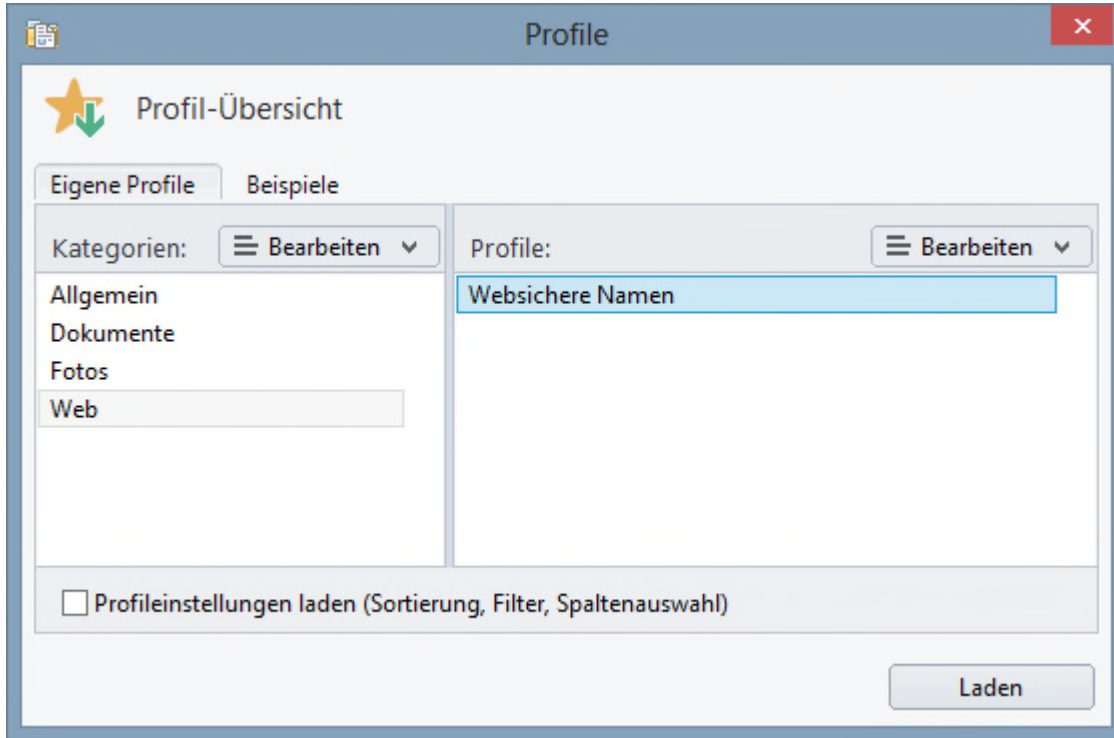 Profile
Profil-Übersicht
Eigene Profile Beispiele
Kategorien: Bearbeiten Profile: Bearbeiten
Allgemein
Dokumente
Fotos
Web
Websichere Namen
Profileinstellungen laden (Sortierung, Filter, Spaltenauswahl)
Laden